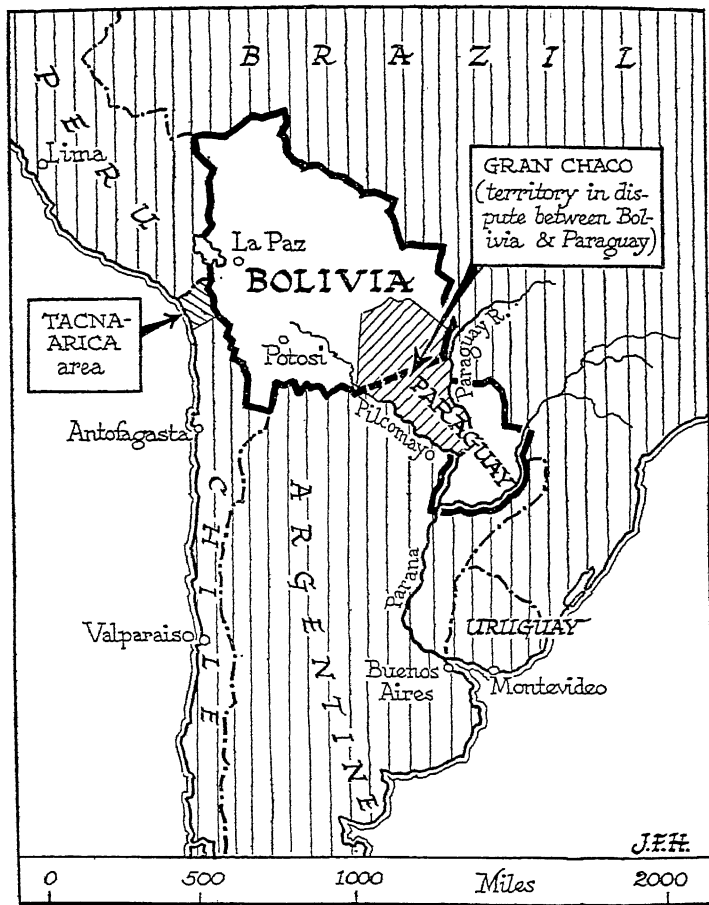 BRAZIL
PERU
Lima
GRAN CHACO
(territory in dis-
pute between Bol-
ivia & Paraguay)
La Paz
BOLIVIA
TACNA-
ARICA
area
Potosi
Paraguay R.
PARAGUAY
Pilcomayo
Antofagasta
CHILE
ARGENTINE
Parana
URUGUAY
Valparaiso
Buenos
Aires
Montevideo
J.F.H.
0 500 1000 Miles 2000